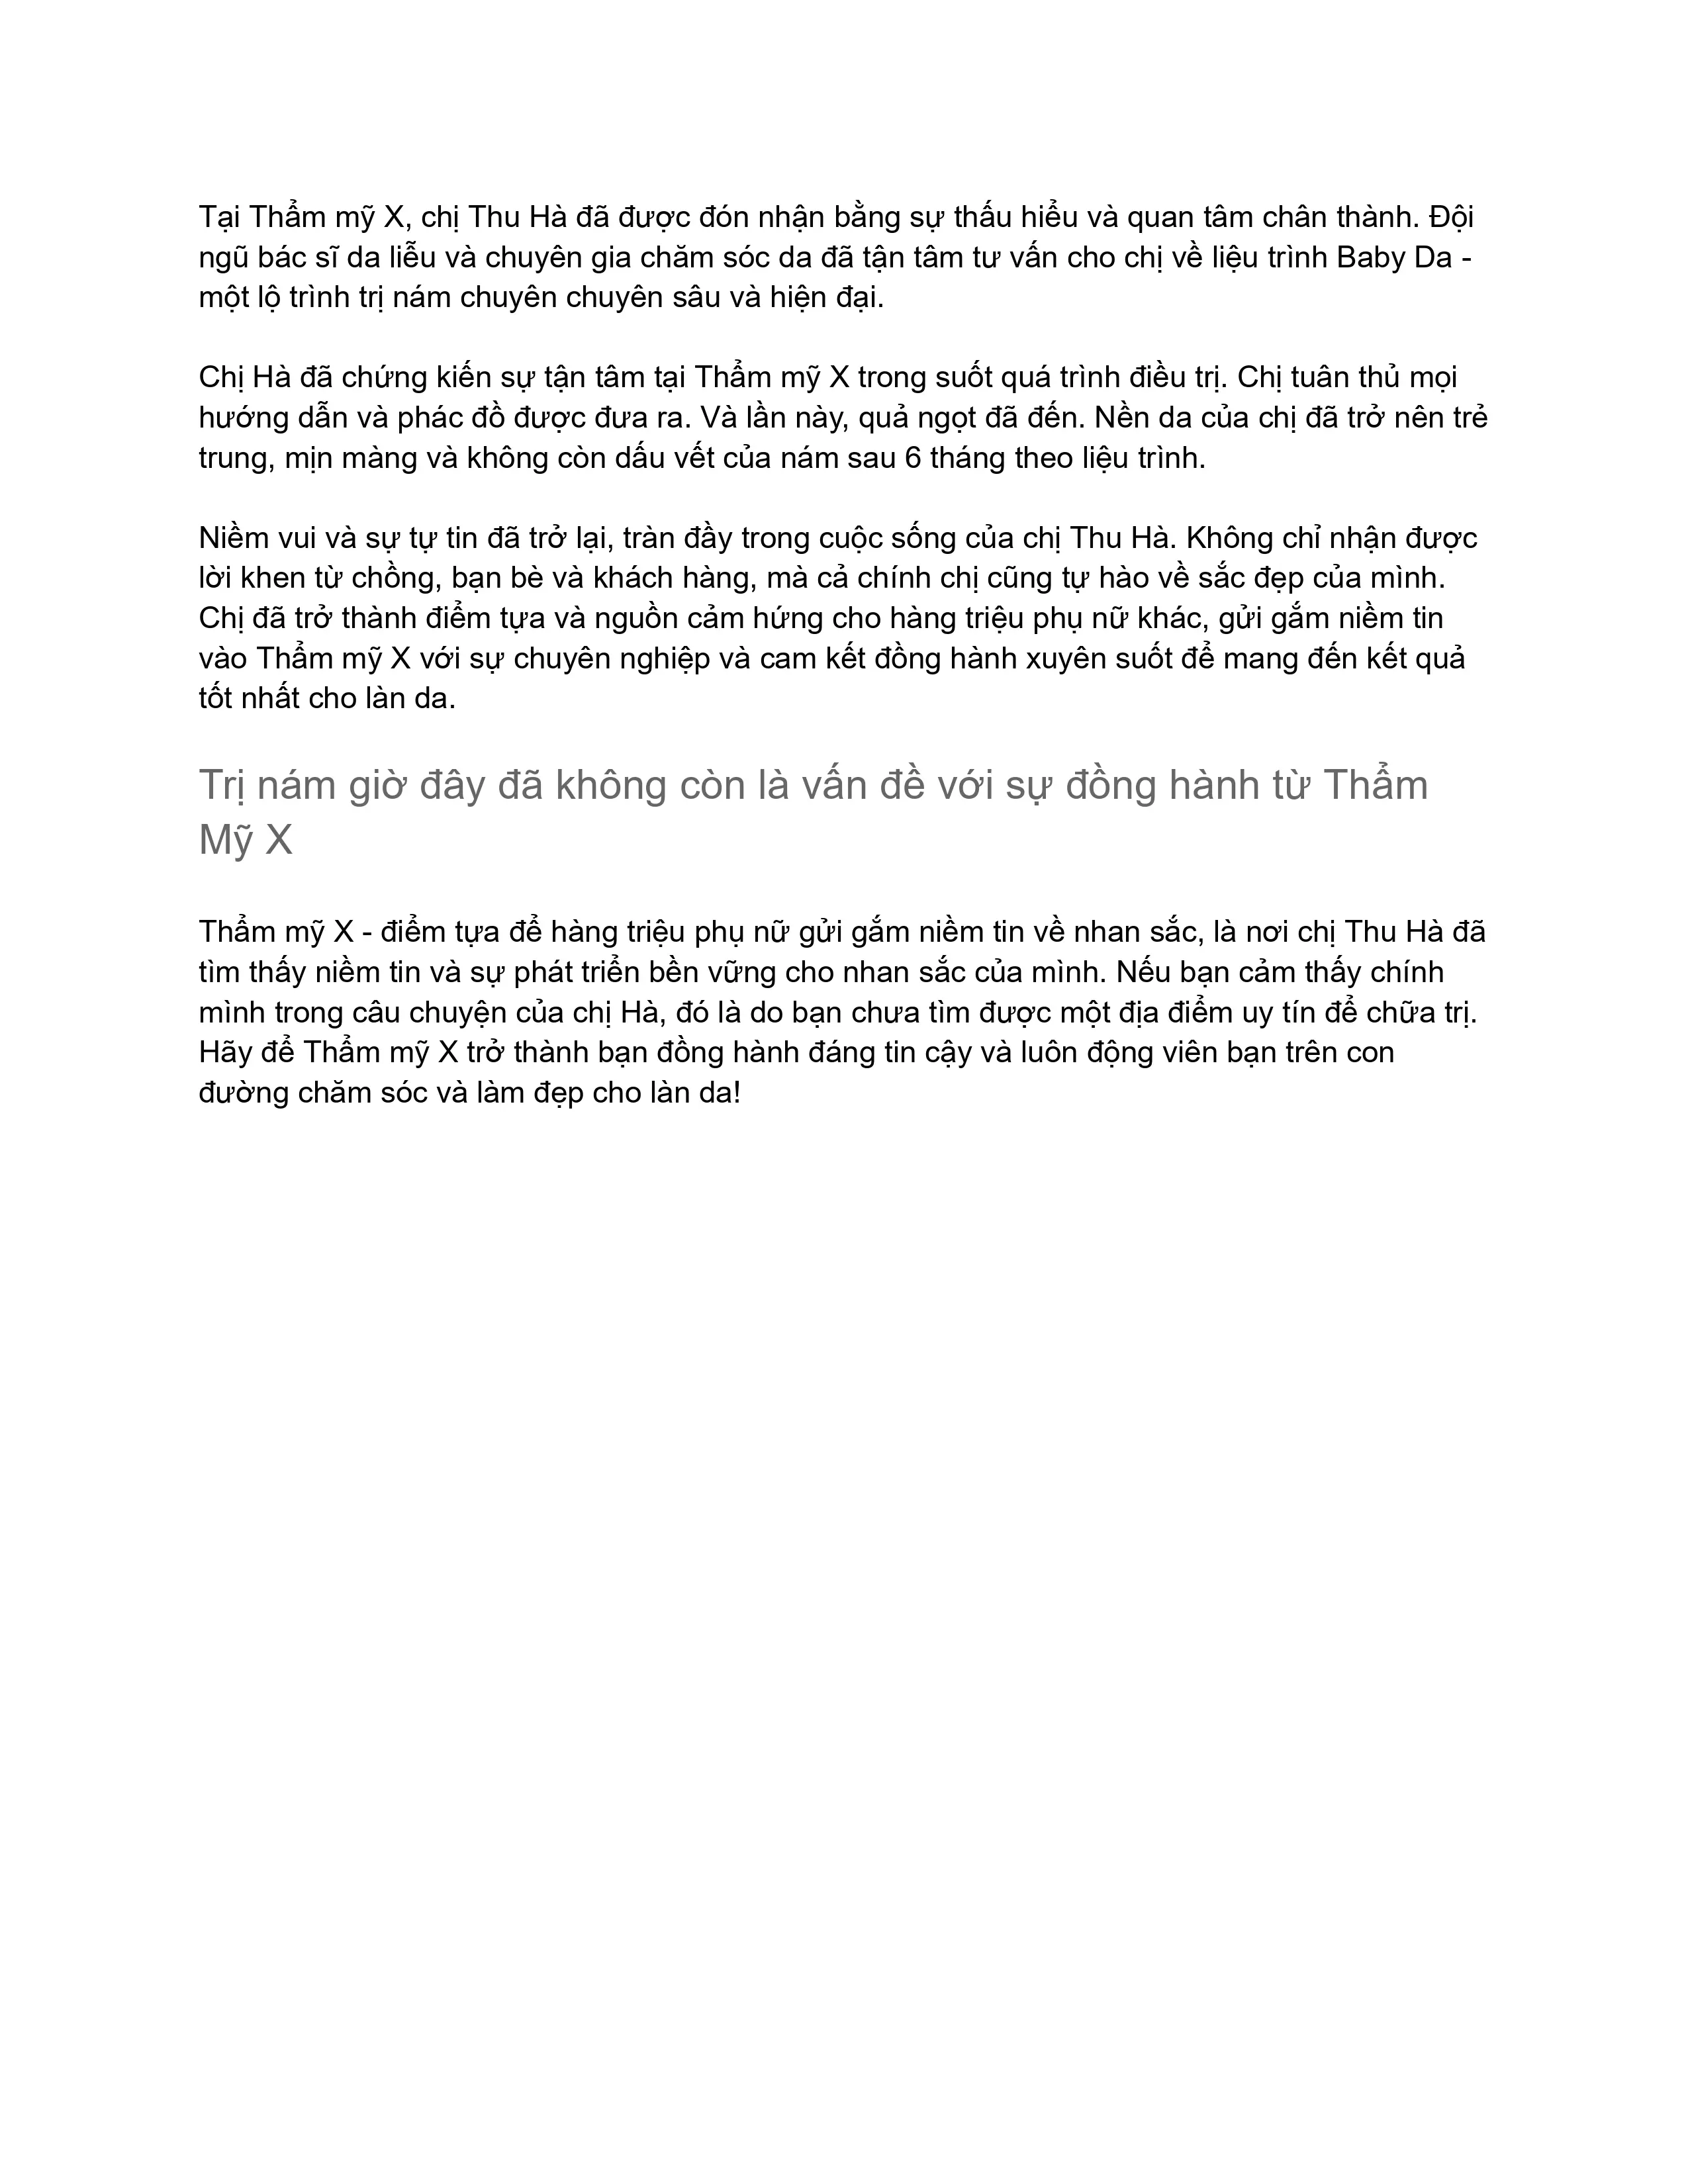 Tại Thẩm mỹ X, chị Thu Hà đã được đón nhận bằng sự thấu hiểu và quan tâm chân thành. Đội
ngũ bác sĩ da liễu và chuyên gia chăm sóc da đã tận tâm tư vấn cho chị về liệu trình Baby Da -
một lộ trình trị nám chuyên chuyên sâu và hiện đại.
Chị Hà đã chứng kiến sự tận tâm tại Thẩm mỹ X trong suốt quá trình điều trị. Chị tuân thủ mọi
hướng dẫn và phác đồ được đưa ra. Và lần này, quả ngọt đã đến. Nền da của chị đã trở nên trẻ
trung, mịn màng và không còn dấu vết của nám sau 6 tháng theo liệu trình.
Niềm vui và sự tự tin đã trở lại, tràn đầy trong cuộc sống của chị Thu Hà. Không chỉ nhận được
lời khen từ chồng, bạn bè và khách hàng, mà cả chính chị cũng tự hào về sắc đẹp của mình.
Chị đã trở thành điểm tựa và nguồn cảm hứng cho hàng triệu phụ nữ khác, gửi gắm niềm tin
vào Thẩm mỹ X với sự chuyên nghiệp và cam kết đồng hành xuyên suốt để mang đến kết quả
tốt nhất cho làn da.
Trị nám giờ đây đã không còn là vấn đề với sự đồng hành từ Thẩm
Mỹ X
Thẩm mỹ X - điểm tựa để hàng triệu phụ nữ gửi gắm niềm tin về nhan sắc, là nơi chị Thu Hà đã
tìm thấy niềm tin và sự phát triển bền vững cho nhan sắc của mình. Nếu bạn cảm thấy chính
mình trong câu chuyện của chị Hà, đó là do bạn chưa tìm được một địa điểm uy tín để chữa trị.
Hãy để Thẩm mỹ X trở thành bạn đồng hành đáng tin cậy và luôn động viên bạn trên con
đường chăm sóc và làm đẹp cho làn da!